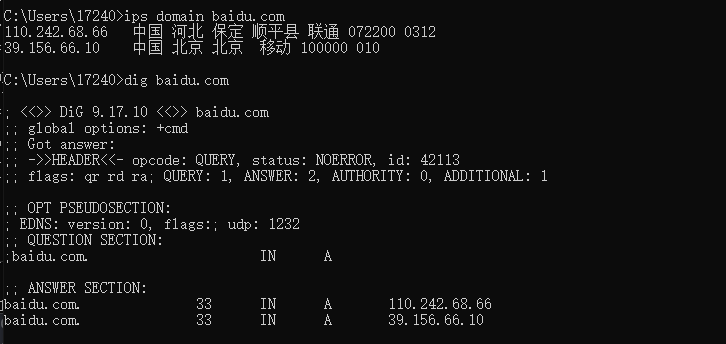 C:\Users\17240>ips domain baidu.com
110.242.68.66 中国 河北 保定 顺平县 联通 072200 0312
39.156.66.10 中国 北京 北京 移动 100000 010
C:\Users\17240>dig baidu.com
; <<>> DiG 9.17.10 <<>> baidu.com
;; global options: +cmd
;; Got answer:
;; ->>HEADER<<- opcode: QUERY, status: NOERROR, id: 42113
;; flags: qr rd ra; QUERY: 1, ANSWER: 2, AUTHORITY: 0, ADDITIONAL: 1
;; OPT PSEUDOSECTION:
; EDNS: version: 0, flags:; udp: 1232
;; QUESTION SECTION:
;baidu.com. IN A
;; ANSWER SECTION:
baidu.com. 33 IN A 110.242.68.66
baidu.com. 33 IN A 39.156.66.10